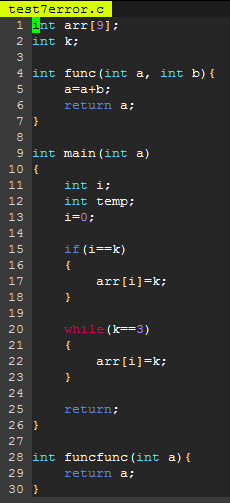 test7error.c
1 int arr[9];
2 int k;
3
4 int func(int a, int b){
5     a=a+b;
6     return a;
7 }
8
9 int main(int a)
10 {
11     int i;
12     int temp;
13     i=0;
14
15     if(i==k)
16     {
17         arr[i]=k;
18     }
19
20     while(k==3)
21     {
22         arr[i]=k;
23     }
24
25     return;
26 }
27
28 int funcfunc(int a){
29     return a;
30 }